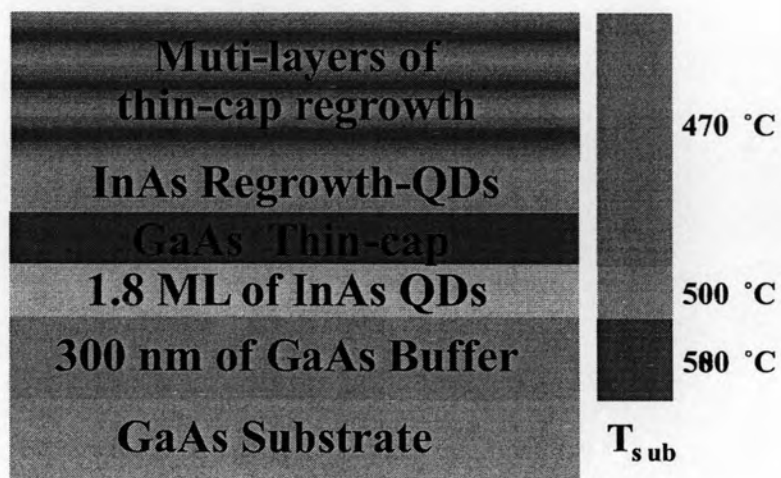 Muti-layers of
thin-cap regrowth
InAs Regrowth-QDs
GaAs Thin-cap
1.8 ML of InAs QDs
300 nm of GaAs Buffer
GaAs Substrate
470 °C
500 °C
580 °C
T sub